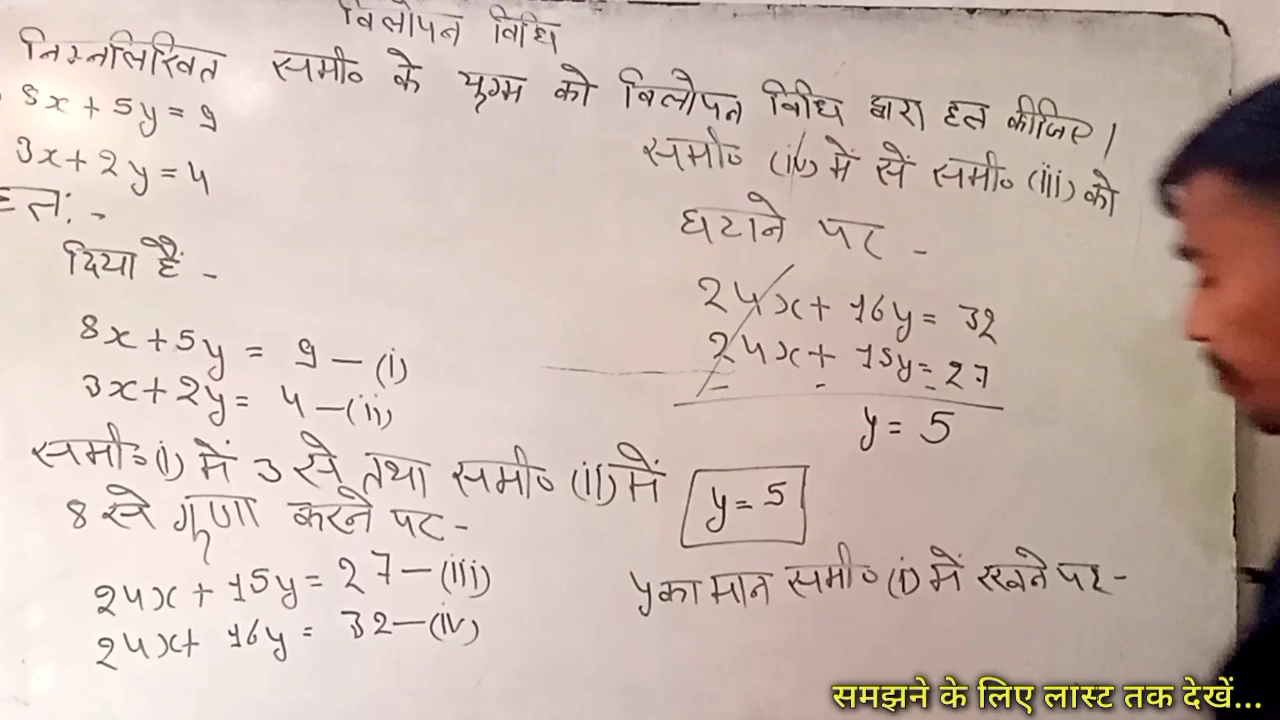 विलोपन विधि
निम्नलिखित समी० के युग्म को विलोपन विधि द्वारा हल कीजिए।
8x + 5y = 9
3x + 2y = 4
हल: -
दिया है -
8x + 5y = 9 — (i)
3x + 2y = 4 — (ii)
समी० (i) में 3 से तथा समी० (ii) में
8 से गुणा करने पर -
24x + 15y = 27 — (iii)
24x + 16y = 32 — (iv)
समी० (iv) में सें समी० (iii) को
घटाने पर -
24x + 16y = 32
24x + 15y = 27
- - -
y = 5
y = 5
y का मान समी० (i) में रखने पर -
समझने के लिए लास्ट तक देखें...